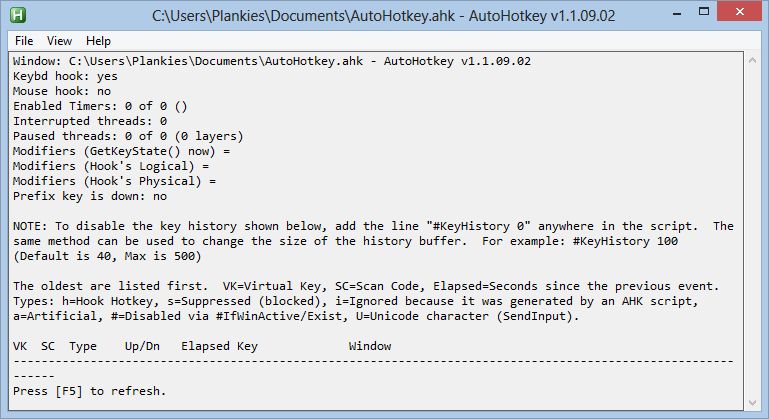 C:\Users\Plankies\Documents\AutoHotkey.ahk - AutoHotkey v1.1.09.02
File View Help
Window: C:\Users\Plankies\Documents\AutoHotkey.ahk - AutoHotkey v1.1.09.02
Keybd hook: yes
Mouse hook: no
Enabled Timers: 0 of 0 ()
Interrupted threads: 0
Paused threads: 0 of 0 (0 layers)
Modifiers (GetKeyState() now) =
Modifiers (Hook's Logical) =
Modifiers (Hook's Physical) =
Prefix key is down: no
NOTE: To disable the key history shown below, add the line "#KeyHistory 0" anywhere in the script.  The
same method can be used to change the size of the history buffer.  For example: #KeyHistory 100
(Default is 40, Max is 500)
The oldest are listed first.  VK=Virtual Key, SC=Scan Code, Elapsed=Seconds since the previous event.
Types: h=Hook Hotkey, s=Suppressed (blocked), i=Ignored because it was generated by an AHK script,
a=Artificial, #=Disabled via #IfWinActive/Exist, U=Unicode character (SendInput).
VK  SC  Type    Up/Dn   Elapsed Key             Window
-------------------------------------------------------------------------------------------------------
------
Press [F5] to refresh.